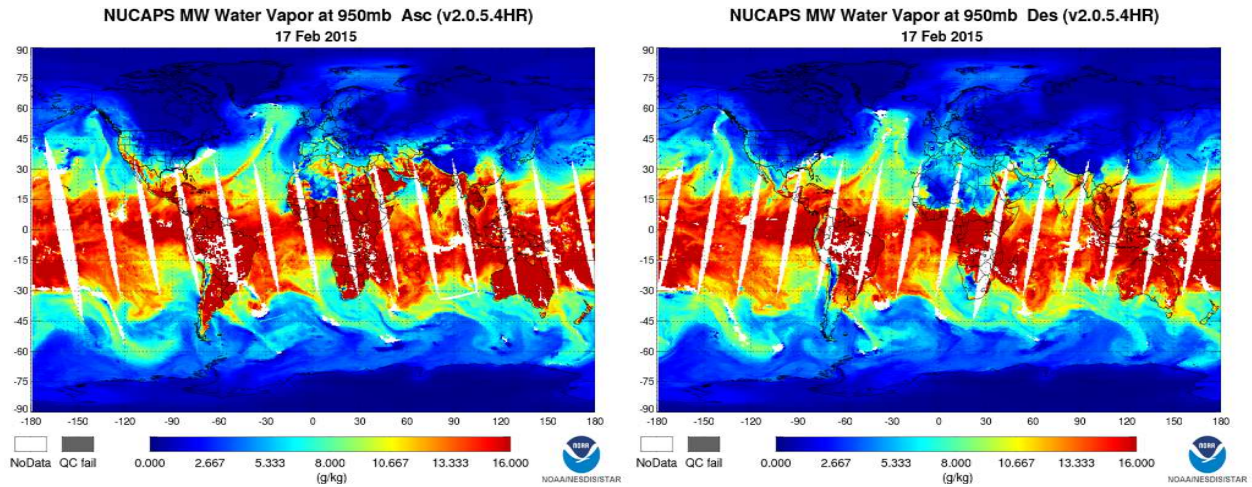 NUCAPS MW Water Vapor at 950mb  Asc (v2.0.5.4HR)
17 Feb 2015
90
75
60
45
30
15
0
-15
-30
-45
-60
-75
-90
-180 -150 -120 -90 -60 -30 0 30 60 90 120 150 180
NoData QC fail
0.000 2.667 5.333 8.000 10.667 13.333 16.000
(g/kg)
NOAA
NOAA/NESDIS/STAR
NUCAPS MW Water Vapor at 950mb  Des (v2.0.5.4HR)
17 Feb 2015
90
75
60
45
30
15
0
-15
-30
-45
-60
-75
-90
-180 -150 -120 -90 -60 -30 0 30 60 90 120 150 180
NoData QC fail
0.000 2.667 5.333 8.000 10.667 13.333 16.000
(g/kg)
NOAA
NOAA/NESDIS/STAR